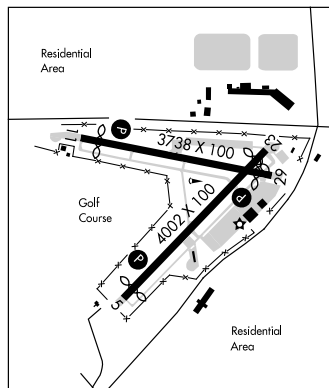 Residential
Area
P
11
3738 X 100
23
29
P
Golf
Course
4002 X 100
P
5
Residential
Area